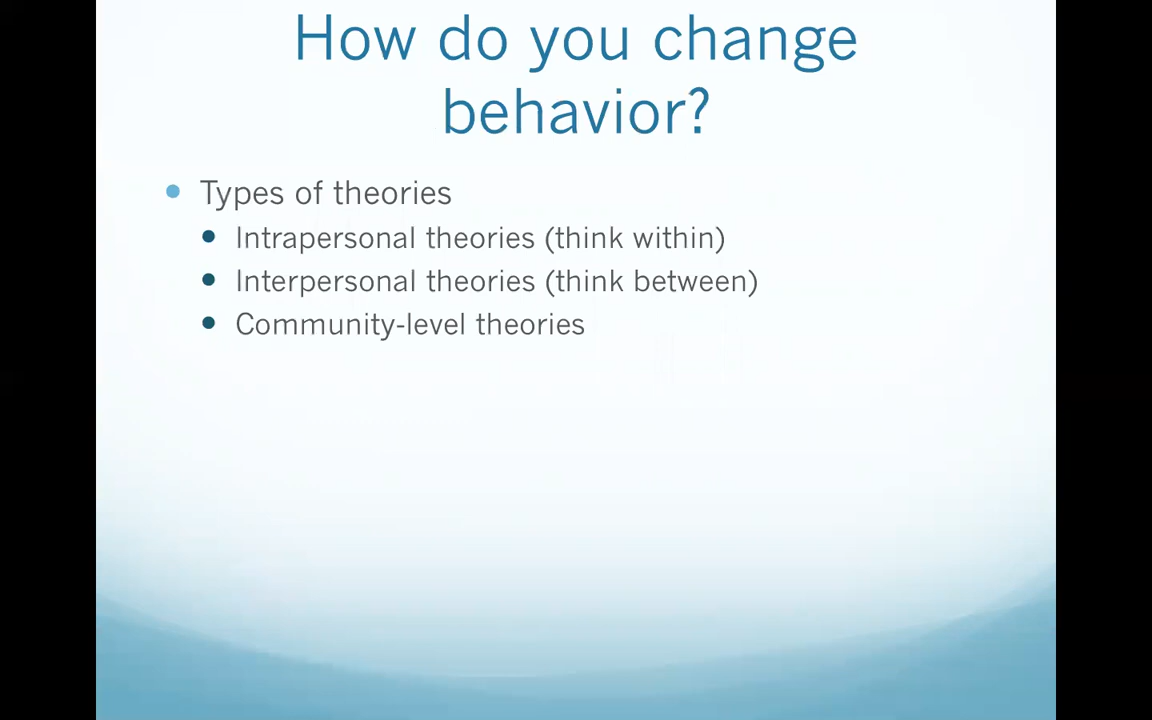 How do you change
behavior?
Types of theories
Intrapersonal theories (think within)
Interpersonal theories (think between)
Community-level theories